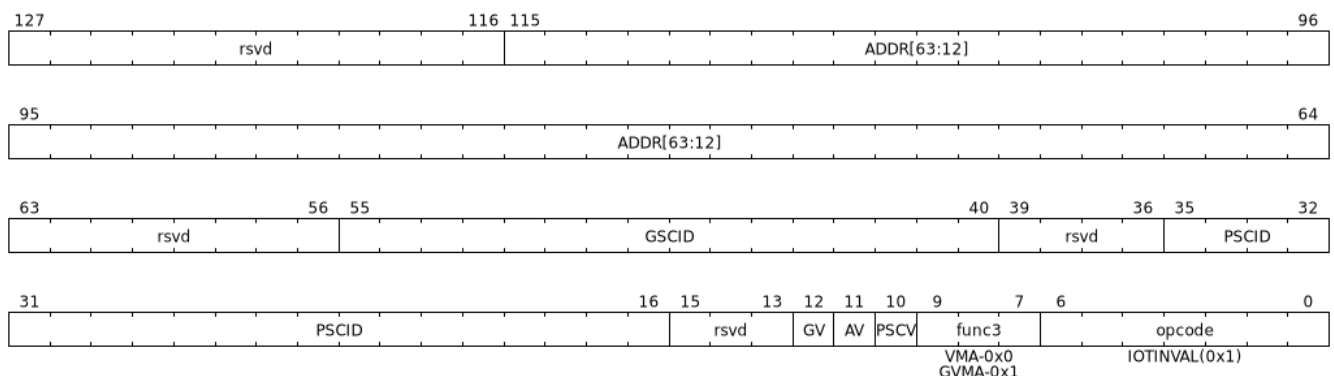 127 116 115 96
rsvd ADDR[63:12]
95 64
ADDR[63:12]
63 56 55 40 39 36 35 32
rsvd GSCID rsvd PSCID
31 16 15 13 12 11 10 9 7 6 0
PSCID rsvd GV AV PSCV func3 opcode
VMA-0x0 IOTINVAL(0x1)
GVMA-0x1